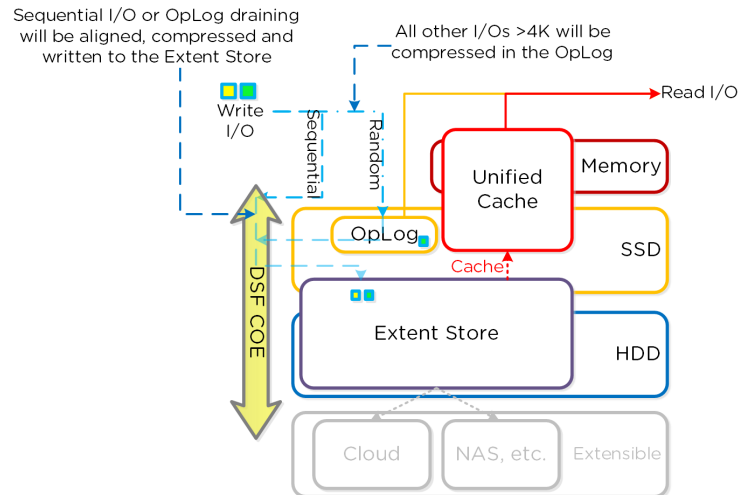 Sequential I/O or OpLog draining
will be aligned, compressed and
written to the Extent Store
All other I/Os >4K will be
compressed in the OpLog
Read I/O
Write
I/O
Sequential
Random
Unified
Cache
Memory
OpLog
SSD
Cache
DSF COE
Extent Store
HDD
Cloud
NAS, etc.
Extensible